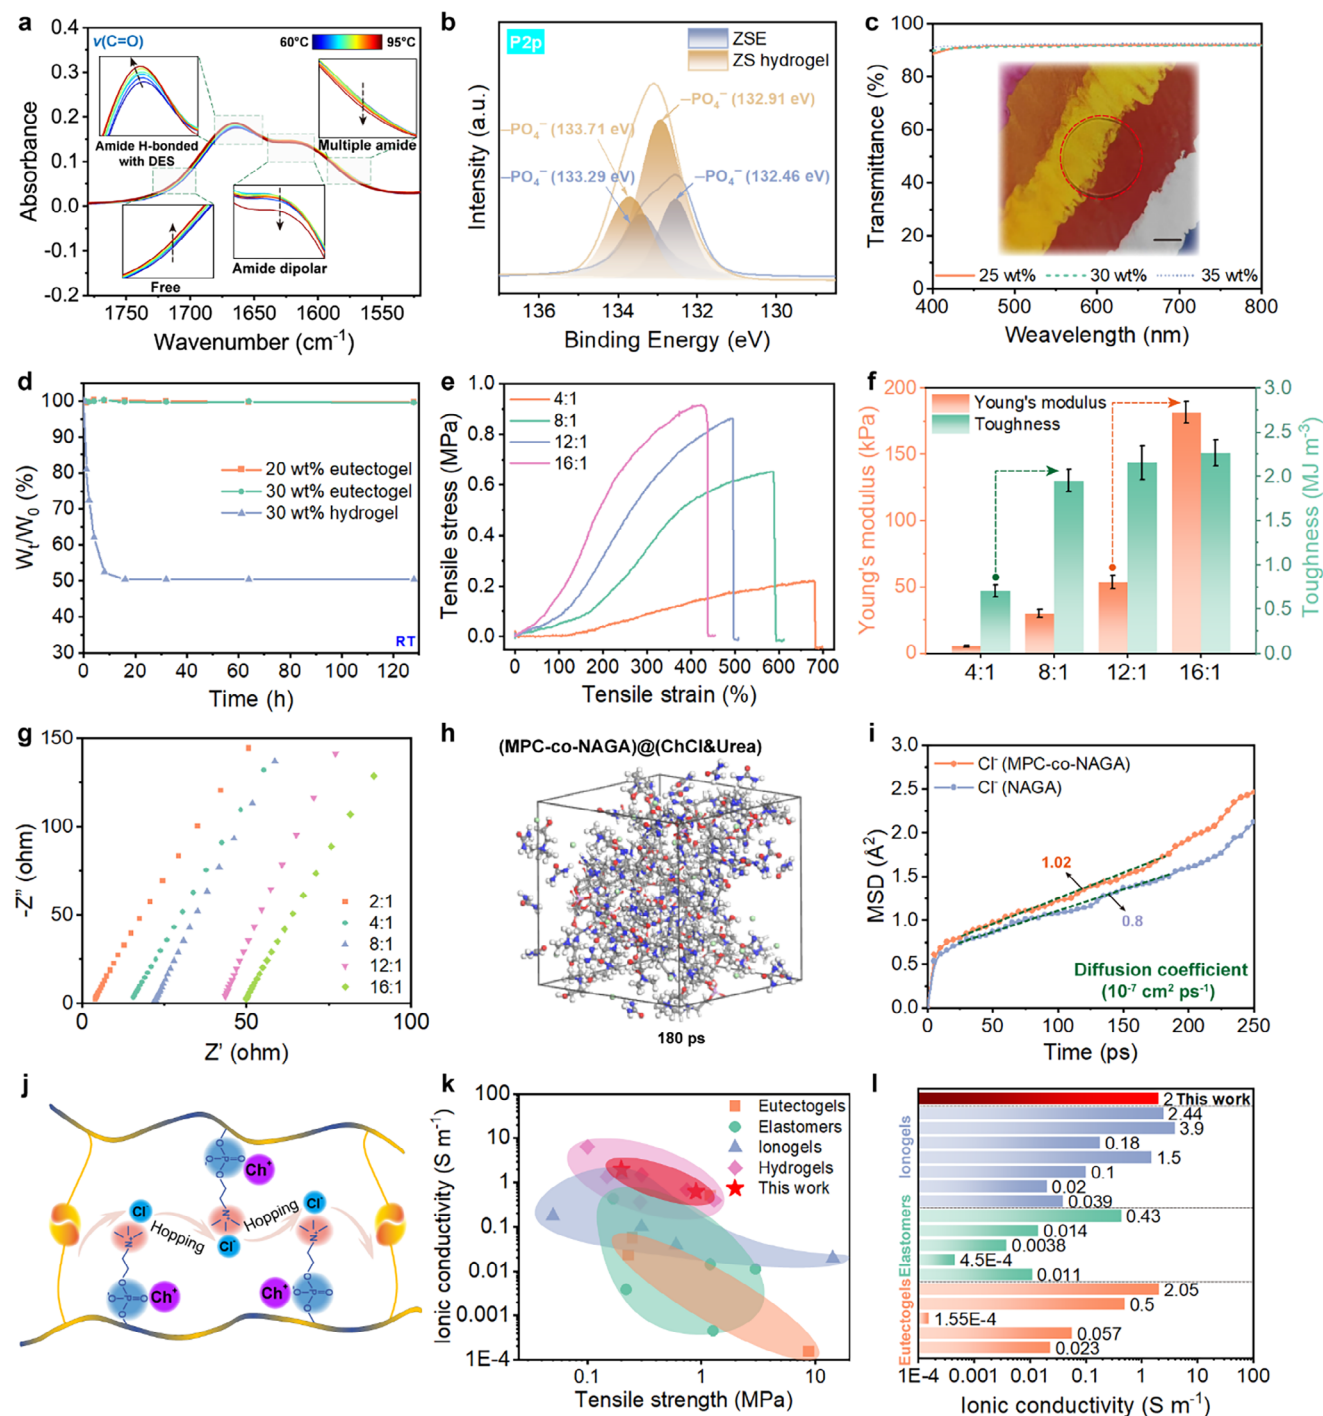 a
0.4
0.3
0.2
0.1
0.0
-0.1
-0.2
Absorbance
ν(C=O)
60°C
95°C
Amide H-bonded
with DES
Multiple amide
Free
Amide dipolar
1750
1700
1650
1600
1550
Wavenumber (cm⁻¹)
b
P2p
ZSE
ZS hydrogel
–PO₄⁻ (132.91 eV)
–PO₄⁻ (133.71 eV)
–PO₄⁻ (133.29 eV)
–PO₄⁻ (132.46 eV)
Intensity (a.u.)
136
134
132
130
Binding Energy (eV)
c
100
80
60
40
20
0
Transmittance (%)
25 wt%
30 wt%
35 wt%
400
500
600
700
800
Weavelength (nm)
d
100
90
80
70
60
50
40
30
Wₜ/W₀ (%)
20 wt% eutectogel
30 wt% eutectogel
30 wt% hydrogel
RT
0
20
40
60
80
100
120
Time (h)
e
1.0
0.8
0.6
0.4
0.2
0.0
Tensile stress (MPa)
4:1
8:1
12:1
16:1
0
100
200
300
400
500
600
700
Tensile strain (%)
f
200
150
100
50
0
Young's modulus (kPa)
Young's modulus
Toughness
3.0
2.5
2.0
1.5
1.0
0.5
0.0
Toughness (MJ m⁻³)
4:1
8:1
12:1
16:1
g
150
100
50
0
-Z'' (ohm)
2:1
4:1
8:1
12:1
16:1
0
50
100
Z' (ohm)
h
(MPC-co-NAGA)@(ChCl&Urea)
180 ps
i
3.0
2.5
2.0
1.5
1.0
0.5
0.0
MSD (Å²)
Cl⁻ (MPC-co-NAGA)
Cl⁻ (NAGA)
1.02
0.8
Diffusion coefficient
(10⁻⁷ cm² ps⁻¹)
0
50
100
150
200
250
Time (ps)
j
Ch⁺
Cl⁻
Hopping
Cl⁻
Hopping
Cl⁻
Ch⁺
Ch⁺
k
100
10
1
0.1
0.01
0.001
1E-4
Ionic conductivity (S m⁻¹)
Eutectogels
Elastomers
Ionogels
Hydrogels
This work
0.1
1
10
Tensile strength (MPa)
l
Ionogels
Elastomers
Eutectogels
2 This work
2.44
3.9
0.18
1.5
0.1
0.02
0.039
0.43
0.014
0.0038
4.5E-4
0.011
2.05
0.5
1.55E-4
0.057
0.023
1E-4
0.001
0.01
0.1
1
10
100
Ionic conductivity (S m⁻¹)